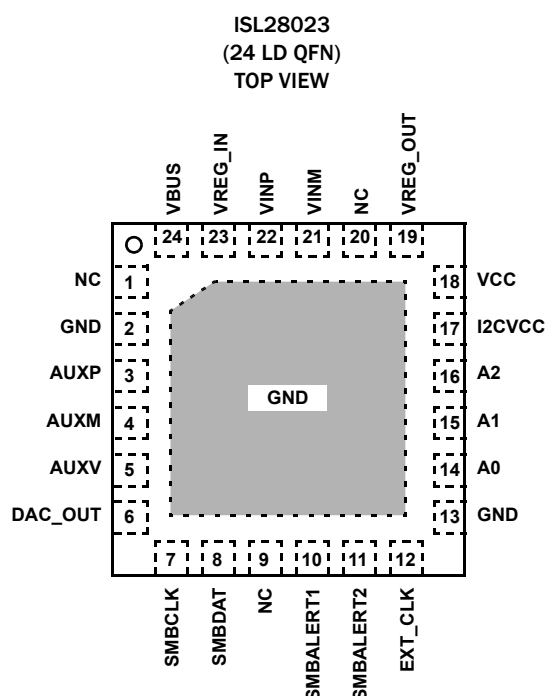 ISL28023
(24 LD QFN)
TOP VIEW
VBUS
VREG_IN
VINP
VINM
NC
VREG_OUT
24 23 22 21 20 19
NC 1
GND 2
AUXP 3
AUXM 4
AUXV 5
DAC_OUT 6
GND
18 VCC
17 I2CVCC
16 A2
15 A1
14 A0
13 GND
7 8 9 10 11 12
SMBCLK
SMBDAT
NC
SMBALERT1
SMBALERT2
EXT_CLK